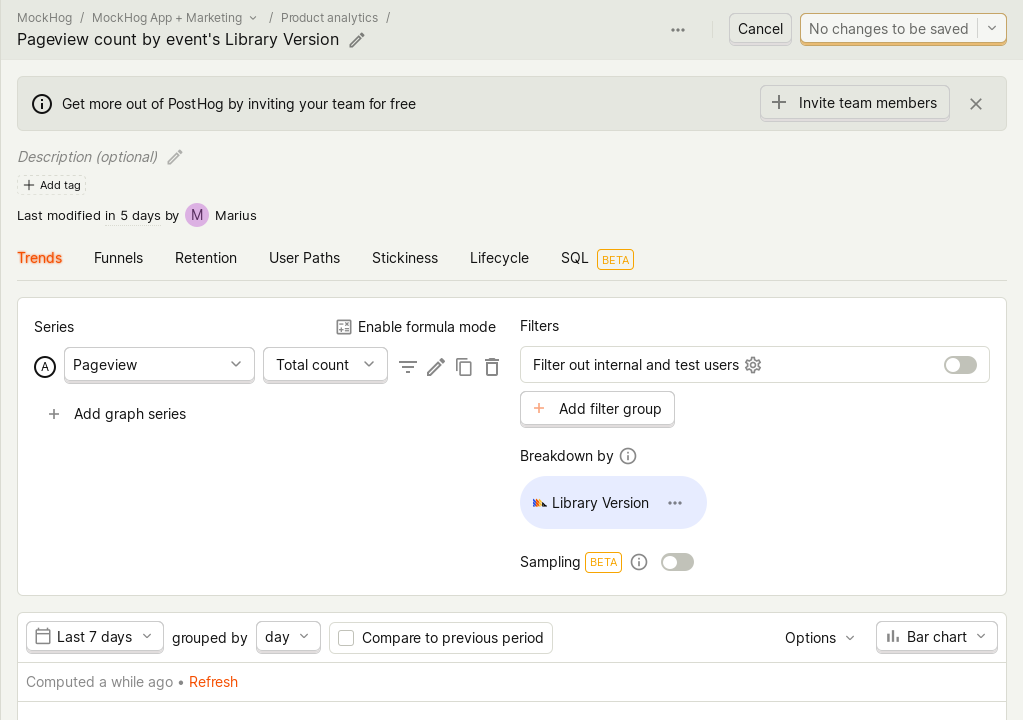 MockHog / MockHog App + Marketing / Product analytics /
Pageview count by event's Library Version
Cancel
No changes to be saved
Get more out of PostHog by inviting your team for free
Invite team members
Description (optional)
Add tag
Last modified in 5 days by M Marius
Trends Funnels Retention User Paths Stickiness Lifecycle SQL BETA
Series
Enable formula mode
A Pageview Total count
Add graph series
Filters
Filter out internal and test users
Add filter group
Breakdown by
Library Version
Sampling BETA
Last 7 days grouped by day Compare to previous period Options Bar chart
Computed a while ago • Refresh